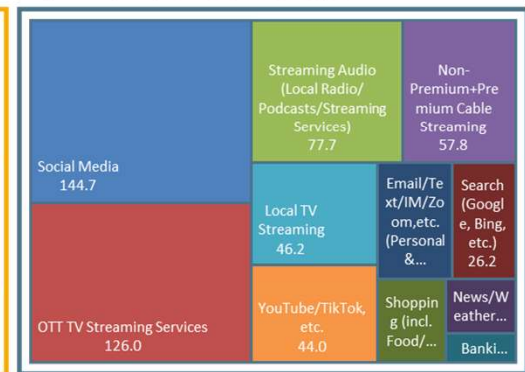 Social Media
144.7
OTT TV Streaming Services
126.0
Streaming Audio
(Local Radio/
Podcasts/Streaming
Services)
77.7
Non-
Premium+Pre
mium Cable
Streaming
57.8
Local TV
Streaming
46.2
YouTube/TikTok,
etc.
44.0
Email/Te
xt/IM/Zo
om,etc.
(Personal
&...
Search
(Googl
e, Bing,
etc.)
26.2
Shoppin
g (incl.
Food/...
News/W
eather...
Banki...